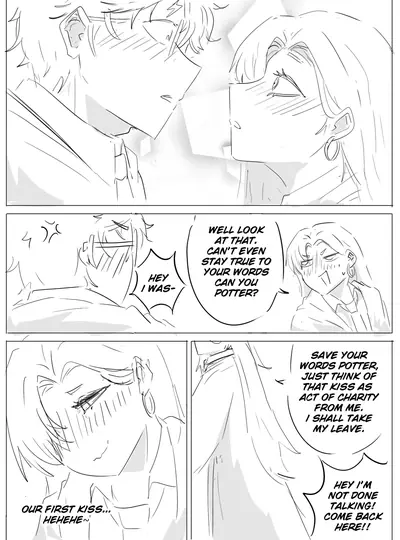 WELL LOOK
AT THAT.
CAN'T EVEN
STAY TRUE TO
YOUR WORDS
CAN YOU
POTTER?
HEY
I WAS-
OUR FIRST KISS...
HEHEHE~
SAVE YOUR
WORDS POTTER,
JUST THINK OF
THAT KISS AS
ACT OF CHARITY
FROM ME.
I SHALL TAKE
MY LEAVE.
HEY I'M
NOT DONE
TALKING!
COME BACK
HERE!!